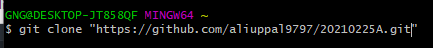 GNG@DESKTOP-JT858QF MINGW64 ~
$ git clone "https://github.com/aliuppal9797/20210225A.git"